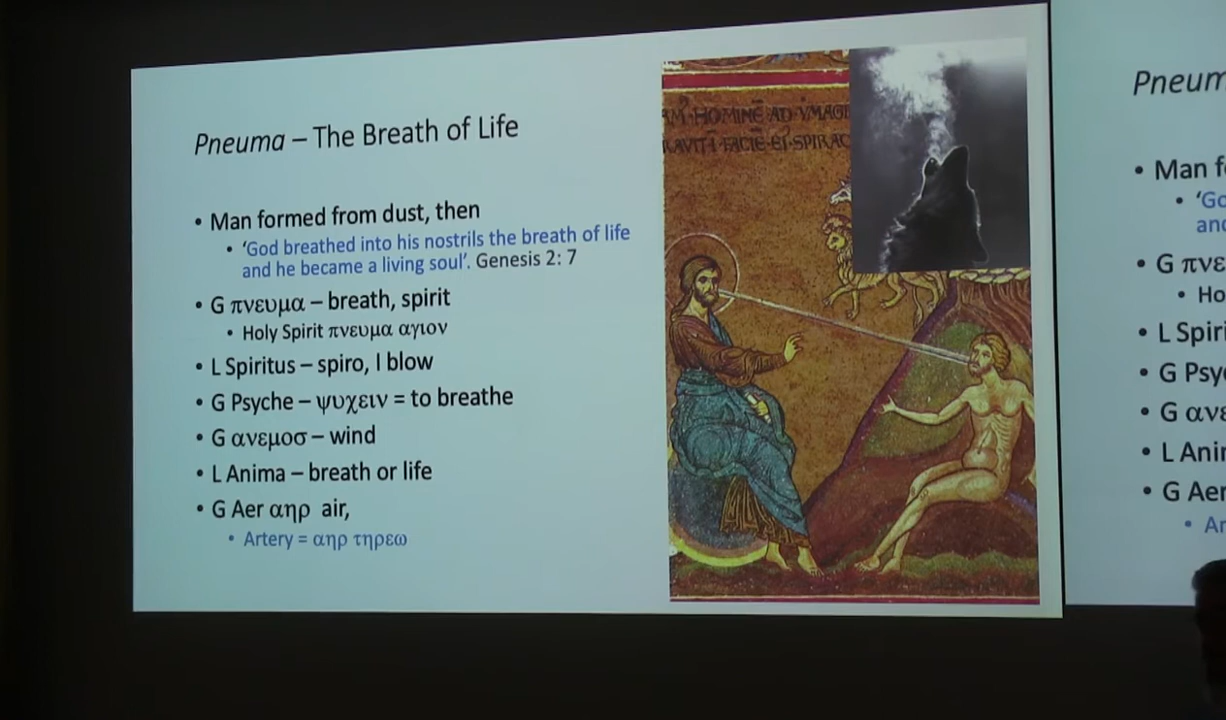 Pneuma – The Breath of Life
• Man formed from dust, then
• ‘God breathed into his nostrils the breath of life
and he became a living soul’. Genesis 2: 7
• G πνευμα – breath, spirit
• Holy Spirit πνευμα αγιον
• L Spiritus – spiro, I blow
• G Psyche – ψυχειν = to breathe
• G ανεμοσ – wind
• L Anima – breath or life
• G Aer αηρ air,
• Artery = αηρ τηρεω
HOMINĒ AD YMAGI
FACIĒ EI SPIRAC
Pneum
• Man f
• ‘Go
and
• G πνε
• Ho
• L Spiri
• G Psy
• G ανε
• L Anir
• G Aer
• Ar